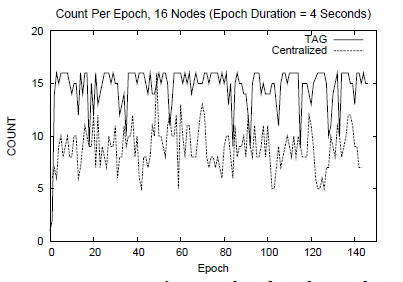 Count Per Epoch, 16 Nodes (Epoch Duration = 4 Seconds)
20
TAG
Centralized
15
COUNT
10
5
0
0 20 40 60 80 100 120 140
Epoch